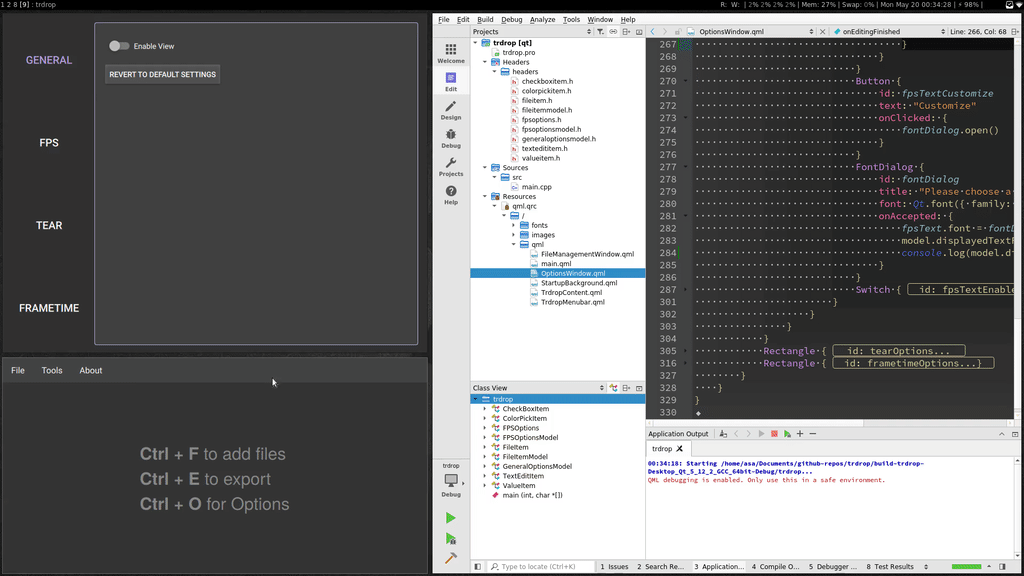 1 2 8 [9] : dwl
R: W: | 2% 2% 2% 2% | Mem: 27% | Swap: 0% | Mon May 20 00:34:28 | ⚡ 98% |
GENERAL
FPS
TEAR
FRAMETIME
Enable View
REVERT TO DEFAULT SETTINGS
File Tools About
Ctrl + F to add files
Ctrl + E to export
Ctrl + O for Options
File Edit Build Debug Analyze Tools Window Help
Welcome
Edit
Design
Debug
Projects
Help
trdrop
Debug
Projects
trdrop [qt]
trdrop.pro
Headers
headers
checkboxitem.h
colorpickitem.h
fileitem.h
fileitemmodel.h
fpsoptions.h
fpsoptionsmodel.h
generaloptionsmodel.h
textedititem.h
valueitem.h
Sources
src
main.cpp
Resources
qml.qrc
/
fonts
images
qml
FileManagementWindow.qml
main.qml
OptionsWindow.qml
StartupBackground.qml
TrdropContent.qml
TrdropMenubar.qml
Class View
trdrop
CheckBoxItem
ColorPickItem
FPSOptions
FPSOptionsModel
FileItem
FileItemModel
GeneralOptionsModel
TextEditItem
ValueItem
main (int, char *[])
OptionsWindow.qml
onEditingFinished
Line: 266, Col: 68
267 }
268 }
269 }
270 Button {
271 id: fpsTextCustomize
272 text: "Customize"
273 onClicked: {
274 fontDialog.open()
275 }
276 }
277 FontDialog {
278 id: fontDialog
279 title: "Please choose a
280 font: Qt.font({ family:
281 onAccepted: {
282 fpsText.font = font
283 model.displayedTextF
284 console.log(model.di
285 }
286 }
287 Switch { id: fpsTextEnable
301 }
302 }
303 }
304 }
305 Rectangle { id: tearOptions...
316 Rectangle { id: frametimeOptions...}
327 }
328 }
329 }
330
Application Output
trdrop
00:34:18: Starting /home/asa/Documents/github-repos/trdrop/build-trdrop-
Desktop_Qt_5_12_2_GCC_64bit-Debug/trdrop...
QML debugging is enabled. Only use this in a safe environment.
Type to locate (Ctrl+K)
1 Issues 2 Search Re... 3 Application... 4 Compile O... 5 Debugger ... 8 Test Results